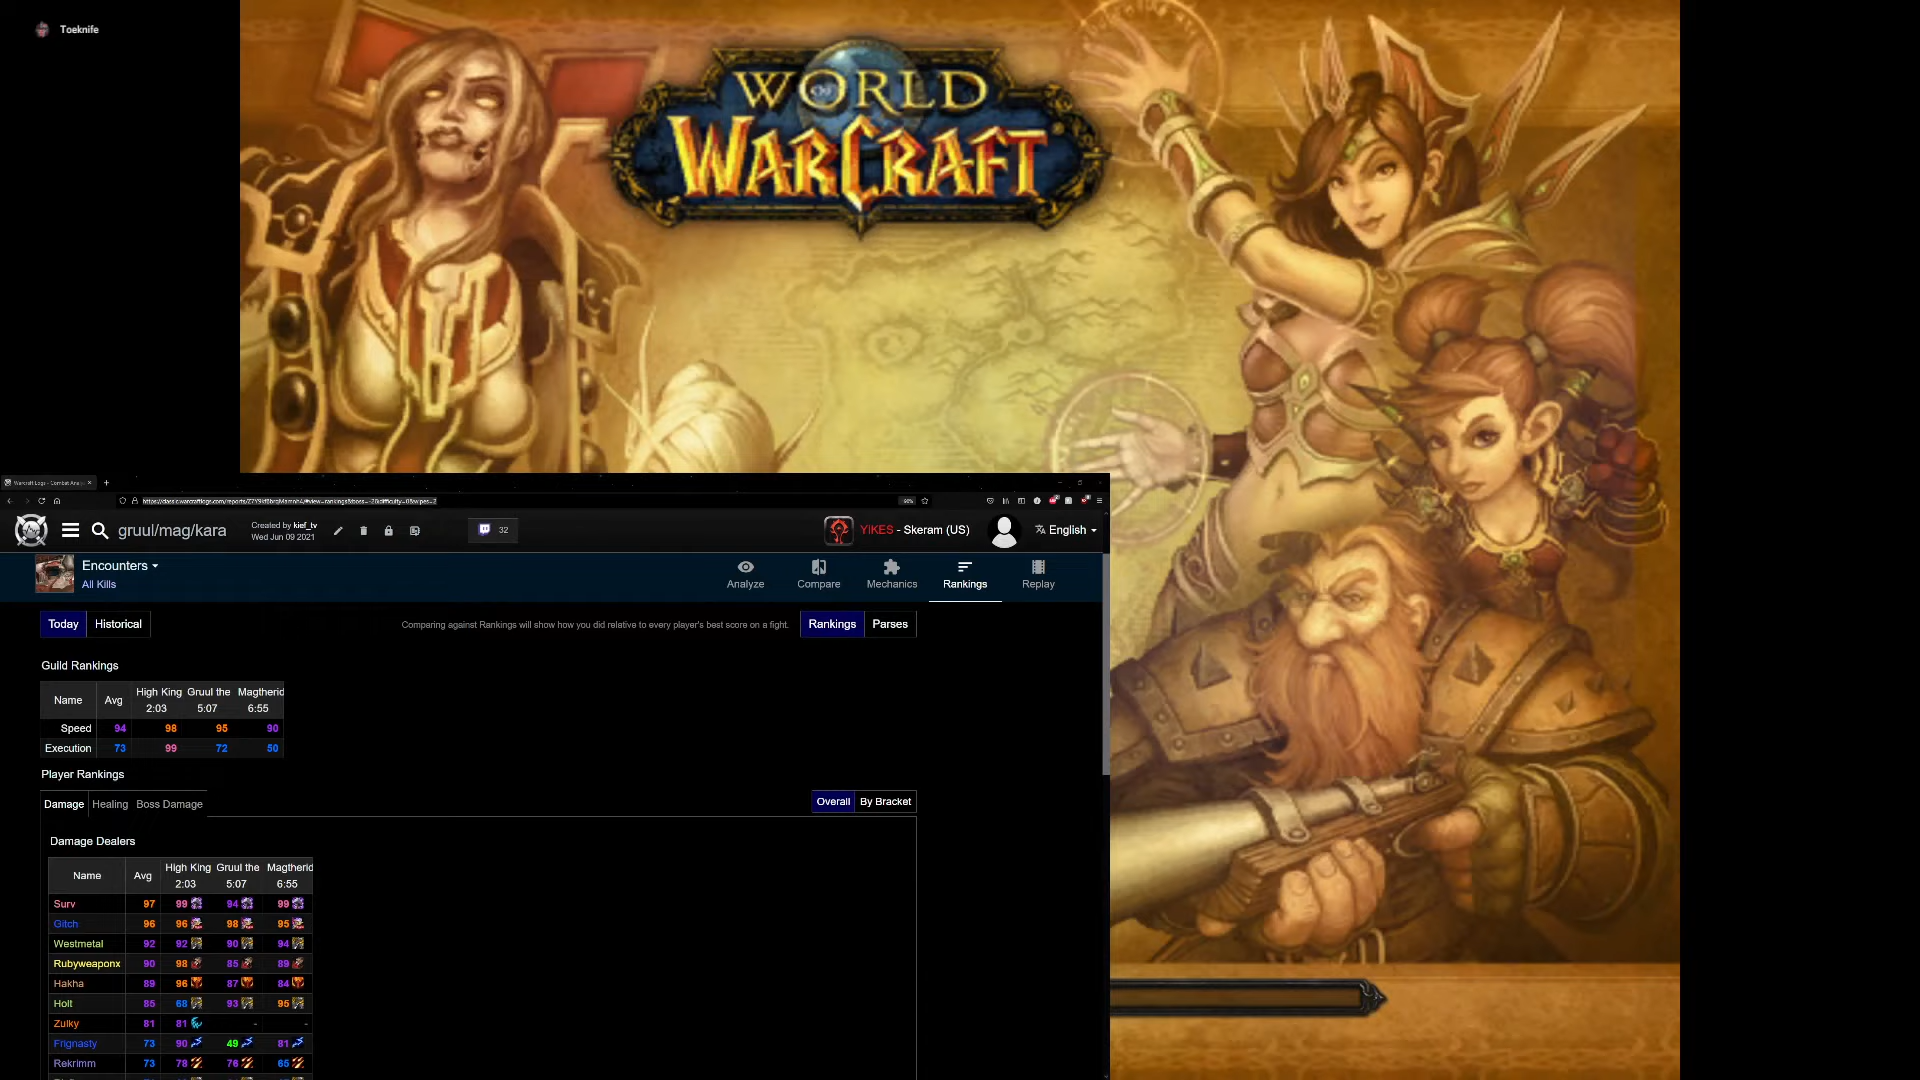 Toeknife
WORLD
OF
WARCRAFT
Warcraft Logs - Combat Ana
gruul/mag/kara
Created by kief_tv
Wed Jun 09 2021
32
YIKES - Skeram (US)
English
Encounters
All Kills
Analyze
Compare
Mechanics
Rankings
Replay
Today
Historical
Comparing against Rankings will show how you did relative to every player's best score on a fight.
Rankings
Parses
Guild Rankings
Name Avg High King 2:03 Gruul the 5:07 Magtherid 6:55
Speed 94 98 95 90
Execution 73 99 72 50
Player Rankings
Damage Healing Boss Damage
Overall By Bracket
Damage Dealers
Name Avg High King 2:03 Gruul the 5:07 Magtherid 6:55
Surv 97 99 94 99
Gitch 96 96 98 95
Westmetal 92 92 90 94
Rubyweaponx 90 98 85 89
Hakha 89 96 87 84
Holt 85 68 93 95
Zulky 81 81 - -
Frignasty 73 90 49 81
Rekrimm 73 78 76 65